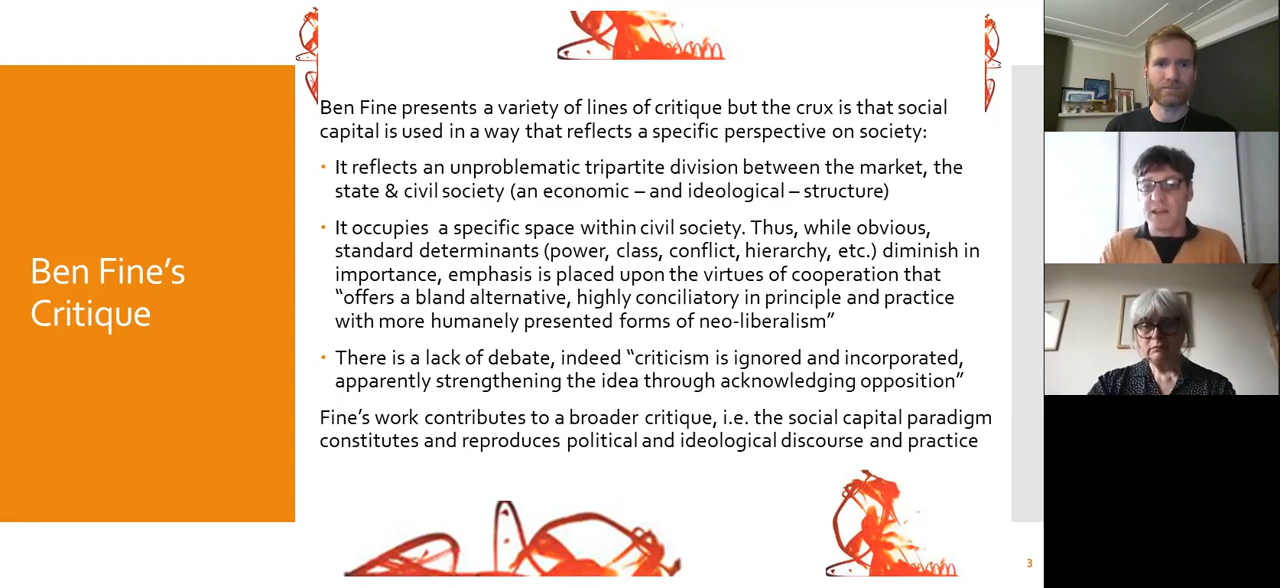 Ben Fine's
Critique
Ben Fine presents a variety of lines of critique but the crux is that social
capital is used in a way that reflects a specific perspective on society:
• It reflects an unproblematic tripartite division between the market, the
state & civil society (an economic – and ideological – structure)
• It occupies a specific space within civil society. Thus, while obvious,
standard determinants (power, class, conflict, hierarchy, etc.) diminish in
importance, emphasis is placed upon the virtues of cooperation that
“offers a bland alternative, highly conciliatory in principle and practice
with more humanely presented forms of neo-liberalism”
• There is a lack of debate, indeed “criticism is ignored and incorporated,
apparently strengthening the idea through acknowledging opposition”
Fine's work contributes to a broader critique, i.e. the social capital paradigm
constitutes and reproduces political and ideological discourse and practice
3